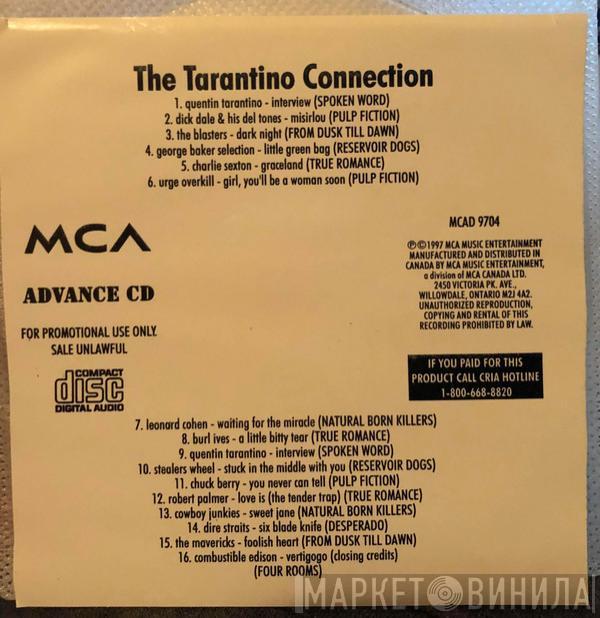 The Tarantino Connection
1. quentin tarantino - interview (SPOKEN WORD)
2. dick dale & his del tones - misirlou (PULP FICTION)
3. the blasters - dark night (FROM DUSK TILL DAWN)
4. george baker selection - little green bag (RESERVOIR DOGS)
5. charlie sexton - graceland (TRUE ROMANCE)
6. urge overkill - girl, you'll be a woman soon (PULP FICTION)
MCA
ADVANCE CD
FOR PROMOTIONAL USE ONLY.
SALE UNLAWFUL
COMPACT
disc
DIGITAL AUDIO
MCAD 9704
℗©1997 MCA MUSIC ENTERTAINMENT
MANUFACTURED AND DISTRIBUTED IN
CANADA BY MCA MUSIC ENTERTAINMENT,
a division of MCA CANADA LTD.
2450 VICTORIA PK. AVE.,
WILLOWDALE, ONTARIO M2J 4A2.
UNAUTHORIZED REPRODUCTION,
COPYING AND RENTAL OF THIS
RECORDING PROHIBITED BY LAW.
IF YOU PAID FOR THIS
PRODUCT CALL CRIA HOTLINE
1-800-668-8820
7. leonard cohen - waiting for the miracle (NATURAL BORN KILLERS)
8. burl ives - a little bitty tear (TRUE ROMANCE)
9. quentin tarantino - interview (SPOKEN WORD)
10. stealers wheel - stuck in the middle with you (RESERVOIR DOGS)
11. chuck berry - you never can tell (PULP FICTION)
12. robert palmer - love is (the tender trap) (TRUE ROMANCE)
13. cowboy junkies - sweet jane (NATURAL BORN KILLERS)
14. dire straits - six blade knife (DESPERADO)
15. the mavericks - foolish heart (FROM DUSK TILL DAWN)
16. combustible edison - vertigogo (closing credits)
(FOUR ROOMS)
МАРКЕТ ВИНИЛА